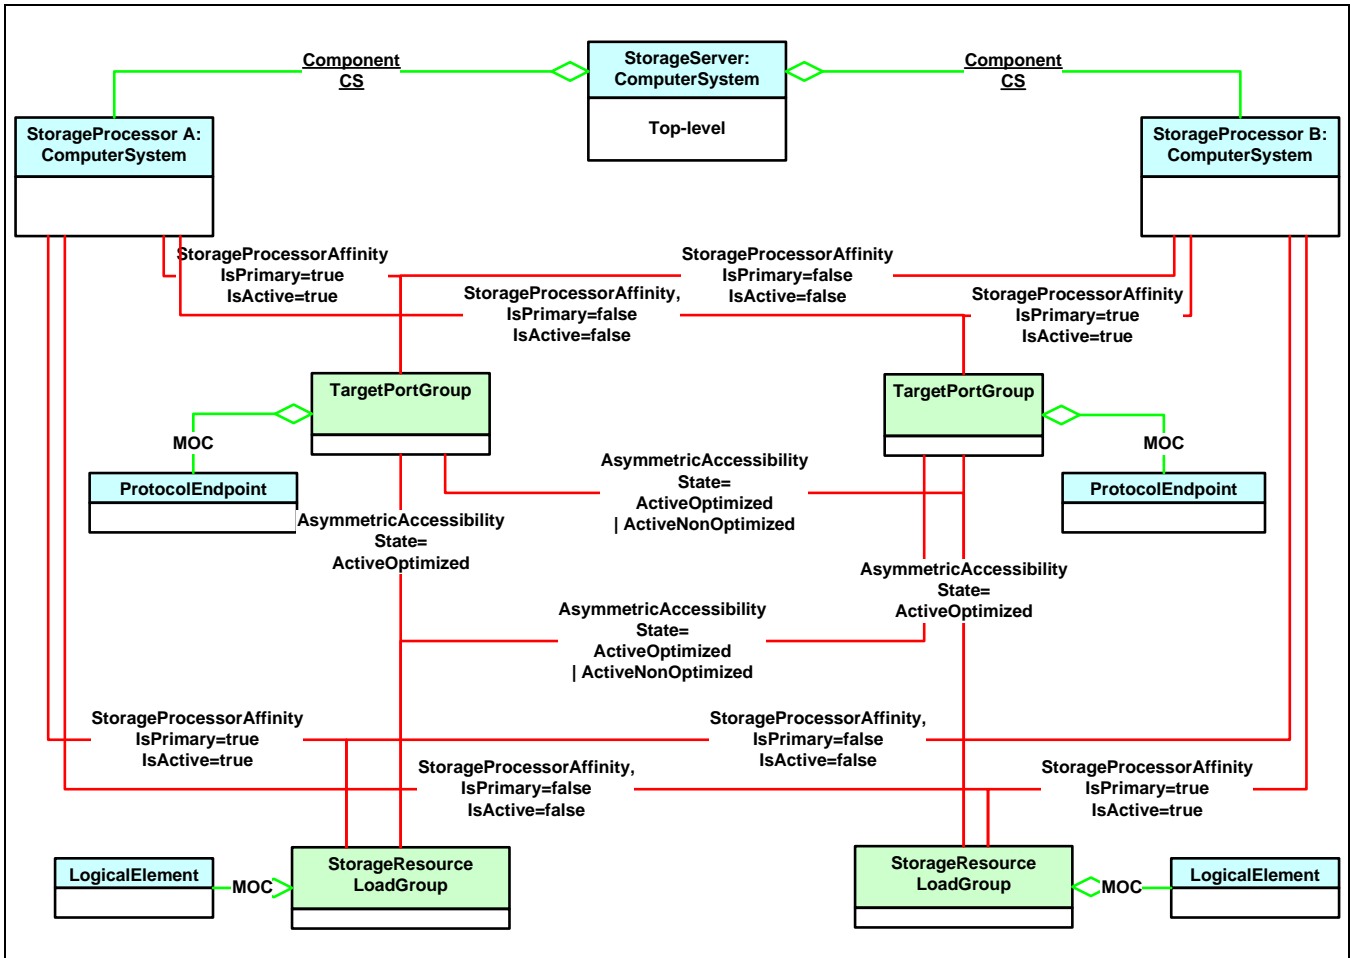 Component
CS
StorageServer:
ComputerSystem
Top-level
Component
CS
StorageProcessor A:
ComputerSystem
StorageProcessor B:
ComputerSystem
StorageProcessorAffinity
IsPrimary=true
IsActive=true
StorageProcessorAffinity
IsPrimary=false
IsActive=false
StorageProcessorAffinity,
IsPrimary=false
IsActive=false
StorageProcessorAffinity
IsPrimary=true
IsActive=true
TargetPortGroup
TargetPortGroup
MOC
MOC
ProtocolEndpoint
ProtocolEndpoint
AsymmetricAccessibility
State=
ActiveOptimized
| ActiveNonOptimized
AsymmetricAccessibility
State=
ActiveOptimized
AsymmetricAccessibility
State=
ActiveOptimized
AsymmetricAccessibility
State=
ActiveOptimized
| ActiveNonOptimized
StorageProcessorAffinity
IsPrimary=true
IsActive=true
StorageProcessorAffinity,
IsPrimary=false
IsActive=false
StorageProcessorAffinity,
IsPrimary=false
IsActive=false
StorageProcessorAffinity
IsPrimary=true
IsActive=true
LogicalElement
MOC
StorageResource
LoadGroup
StorageResource
LoadGroup
MOC
LogicalElement